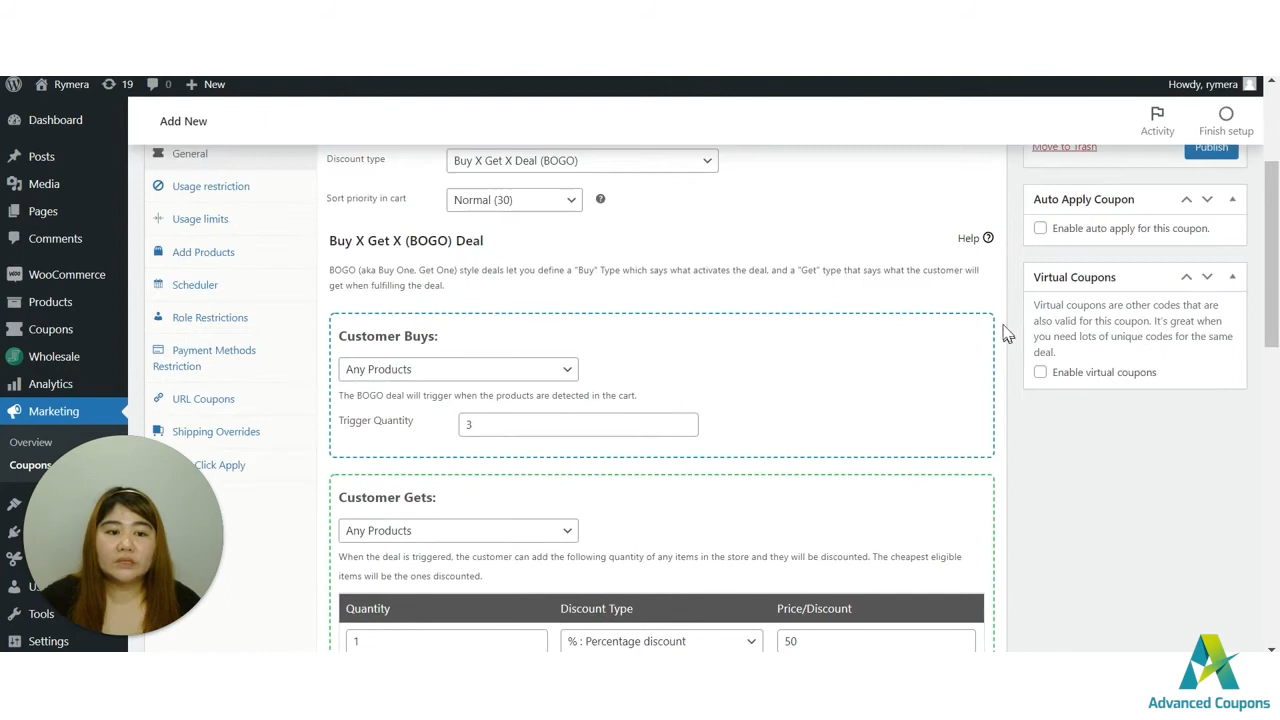 Rymera
19
0
New
Howdy, rymera
Add New
Activity
Finish setup
Dashboard
Posts
Media
Pages
Comments
WooCommerce
Products
Coupons
Wholesale
Analytics
Marketing
Overview
Coupons
Tools
Settings
General
Usage restriction
Usage limits
Add Products
Scheduler
Role Restrictions
Payment Methods
Restriction
URL Coupons
Shipping Overrides
Click Apply
Discount type
Buy X Get X Deal (BOGO)
Sort priority in cart
Normal (30)
Buy X Get X (BOGO) Deal
Help
BOGO (aka Buy One, Get One) style deals let you define a "Buy" Type which says what activates the deal, and a "Get" type that says what the customer will
get when fulfilling the deal.
Customer Buys:
Any Products
The BOGO deal will trigger when the products are detected in the cart.
Trigger Quantity
3
Customer Gets:
Any Products
When the deal is triggered, the customer can add the following quantity of any items in the store and they will be discounted. The cheapest eligible
items will be the ones discounted.
Quantity
Discount Type
Price/Discount
1
% : Percentage discount
50
Move to Trash
Publish
Auto Apply Coupon
Enable auto apply for this coupon.
Virtual Coupons
Virtual coupons are other codes that are
also valid for this coupon. It's great when
you need lots of unique codes for the same
deal.
Enable virtual coupons
Advanced Coupons